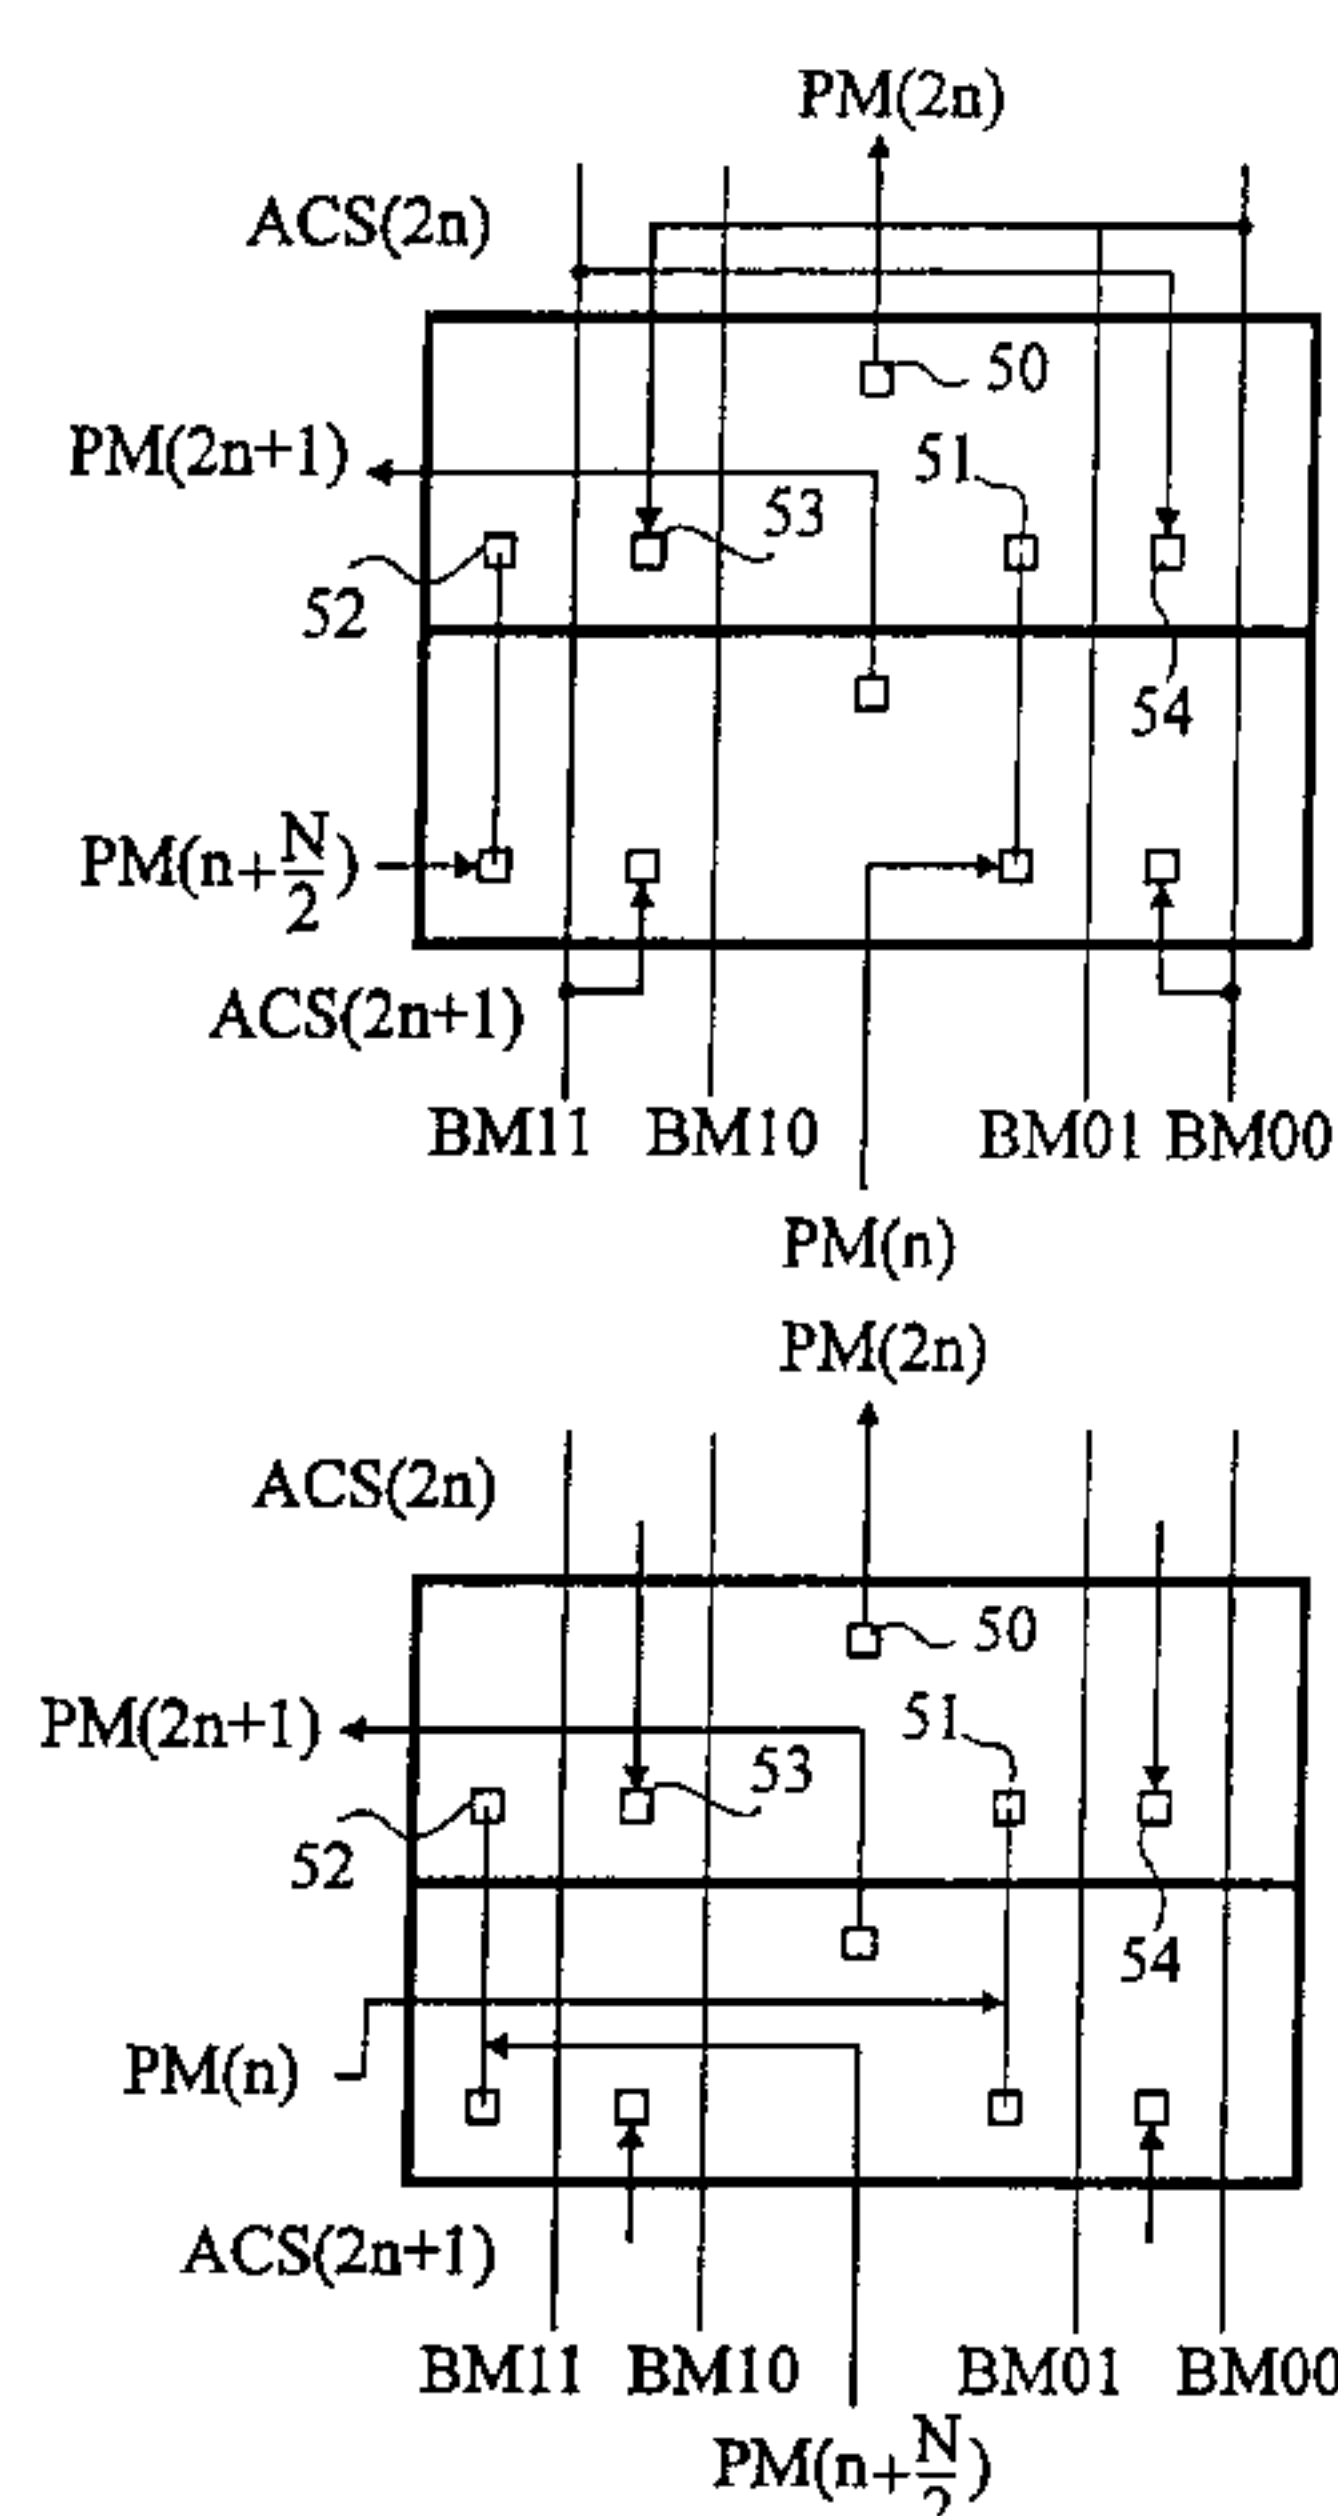 PM(2n)
ACS(2n)
50
PM(2n+1)
51
53
52
54
PM(n+N/2)
ACS(2n+1)
BM11 BM10 BM01 BM00
PM(n)
PM(2n)
ACS(2n)
50
PM(2n+1)
51
53
52
54
PM(n)
ACS(2n+1)
BM11 BM10 BM01 BM00
PM(n+N/2)